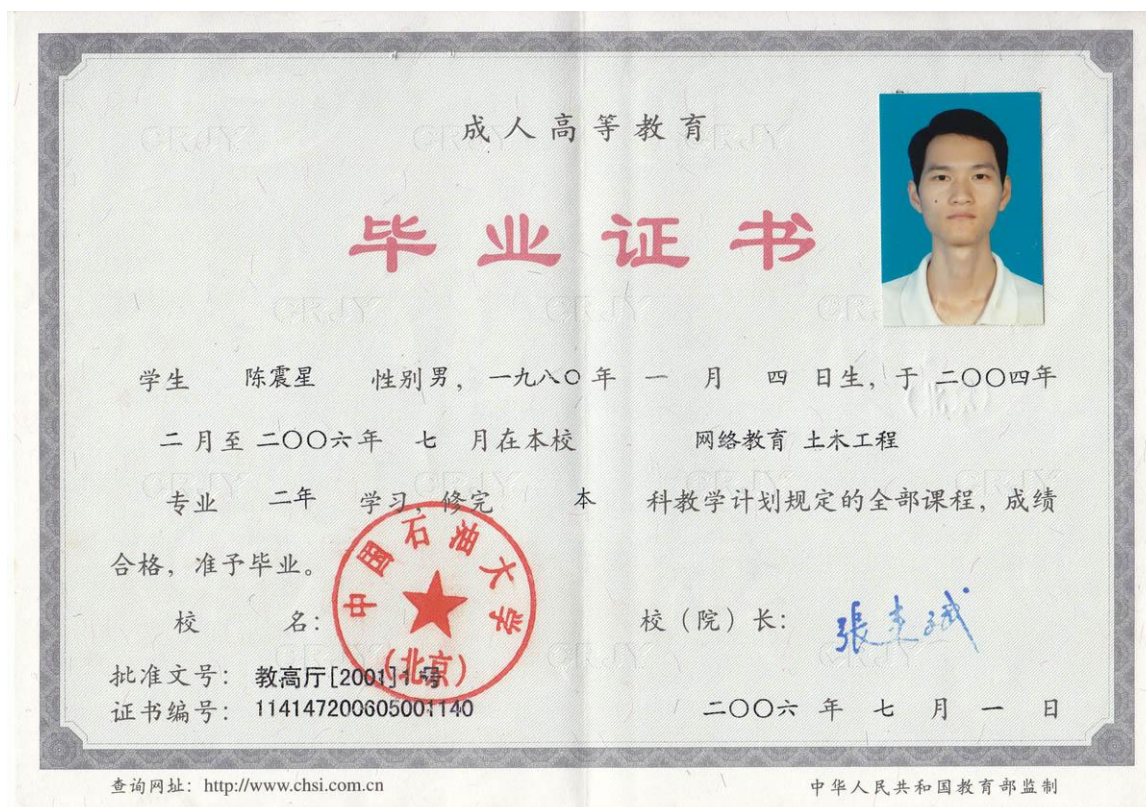 成人高等教育
毕业证书
学生 陈震星 性别男，一九八〇年 一 月 四 日生，于 二〇〇四年
二 月至 二〇〇六年 七 月在本校 网络教育 土木工程
专业 二年 学习，修完 本 科教学计划规定的全部课程，成绩
合格，准予毕业。
中国石油大学
(北京)
校 名： 校（院）长： 張来斌
批准文号： 教高厅[2001]1号
证书编号： 114147200605001140 二〇〇六 年 七 月 一 日
查询网址：http://www.chsi.com.cn 中华人民共和国教育部监制
CRJY